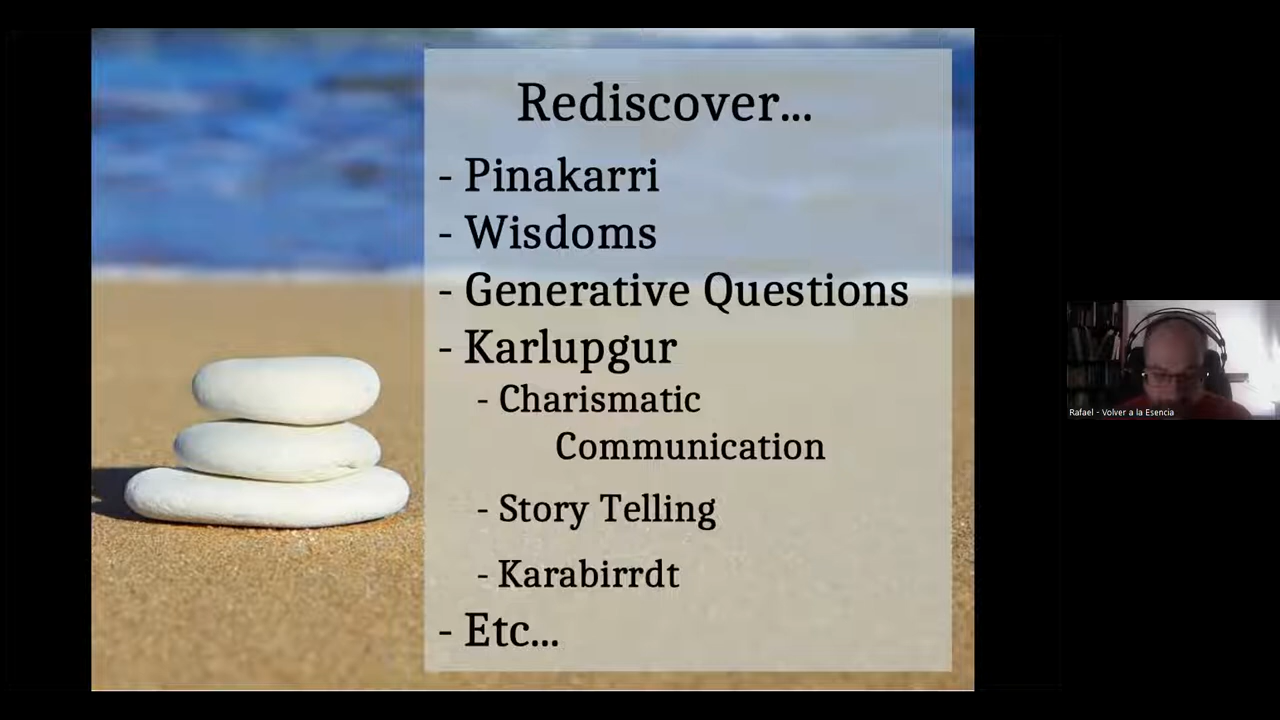 Rediscover...
- Pinakarri
- Wisdoms
- Generative Questions
- Karlupgur
- Charismatic
Communication
- Story Telling
- Karabirrdt
- Etc...
Rafael - Volver a la Esencia